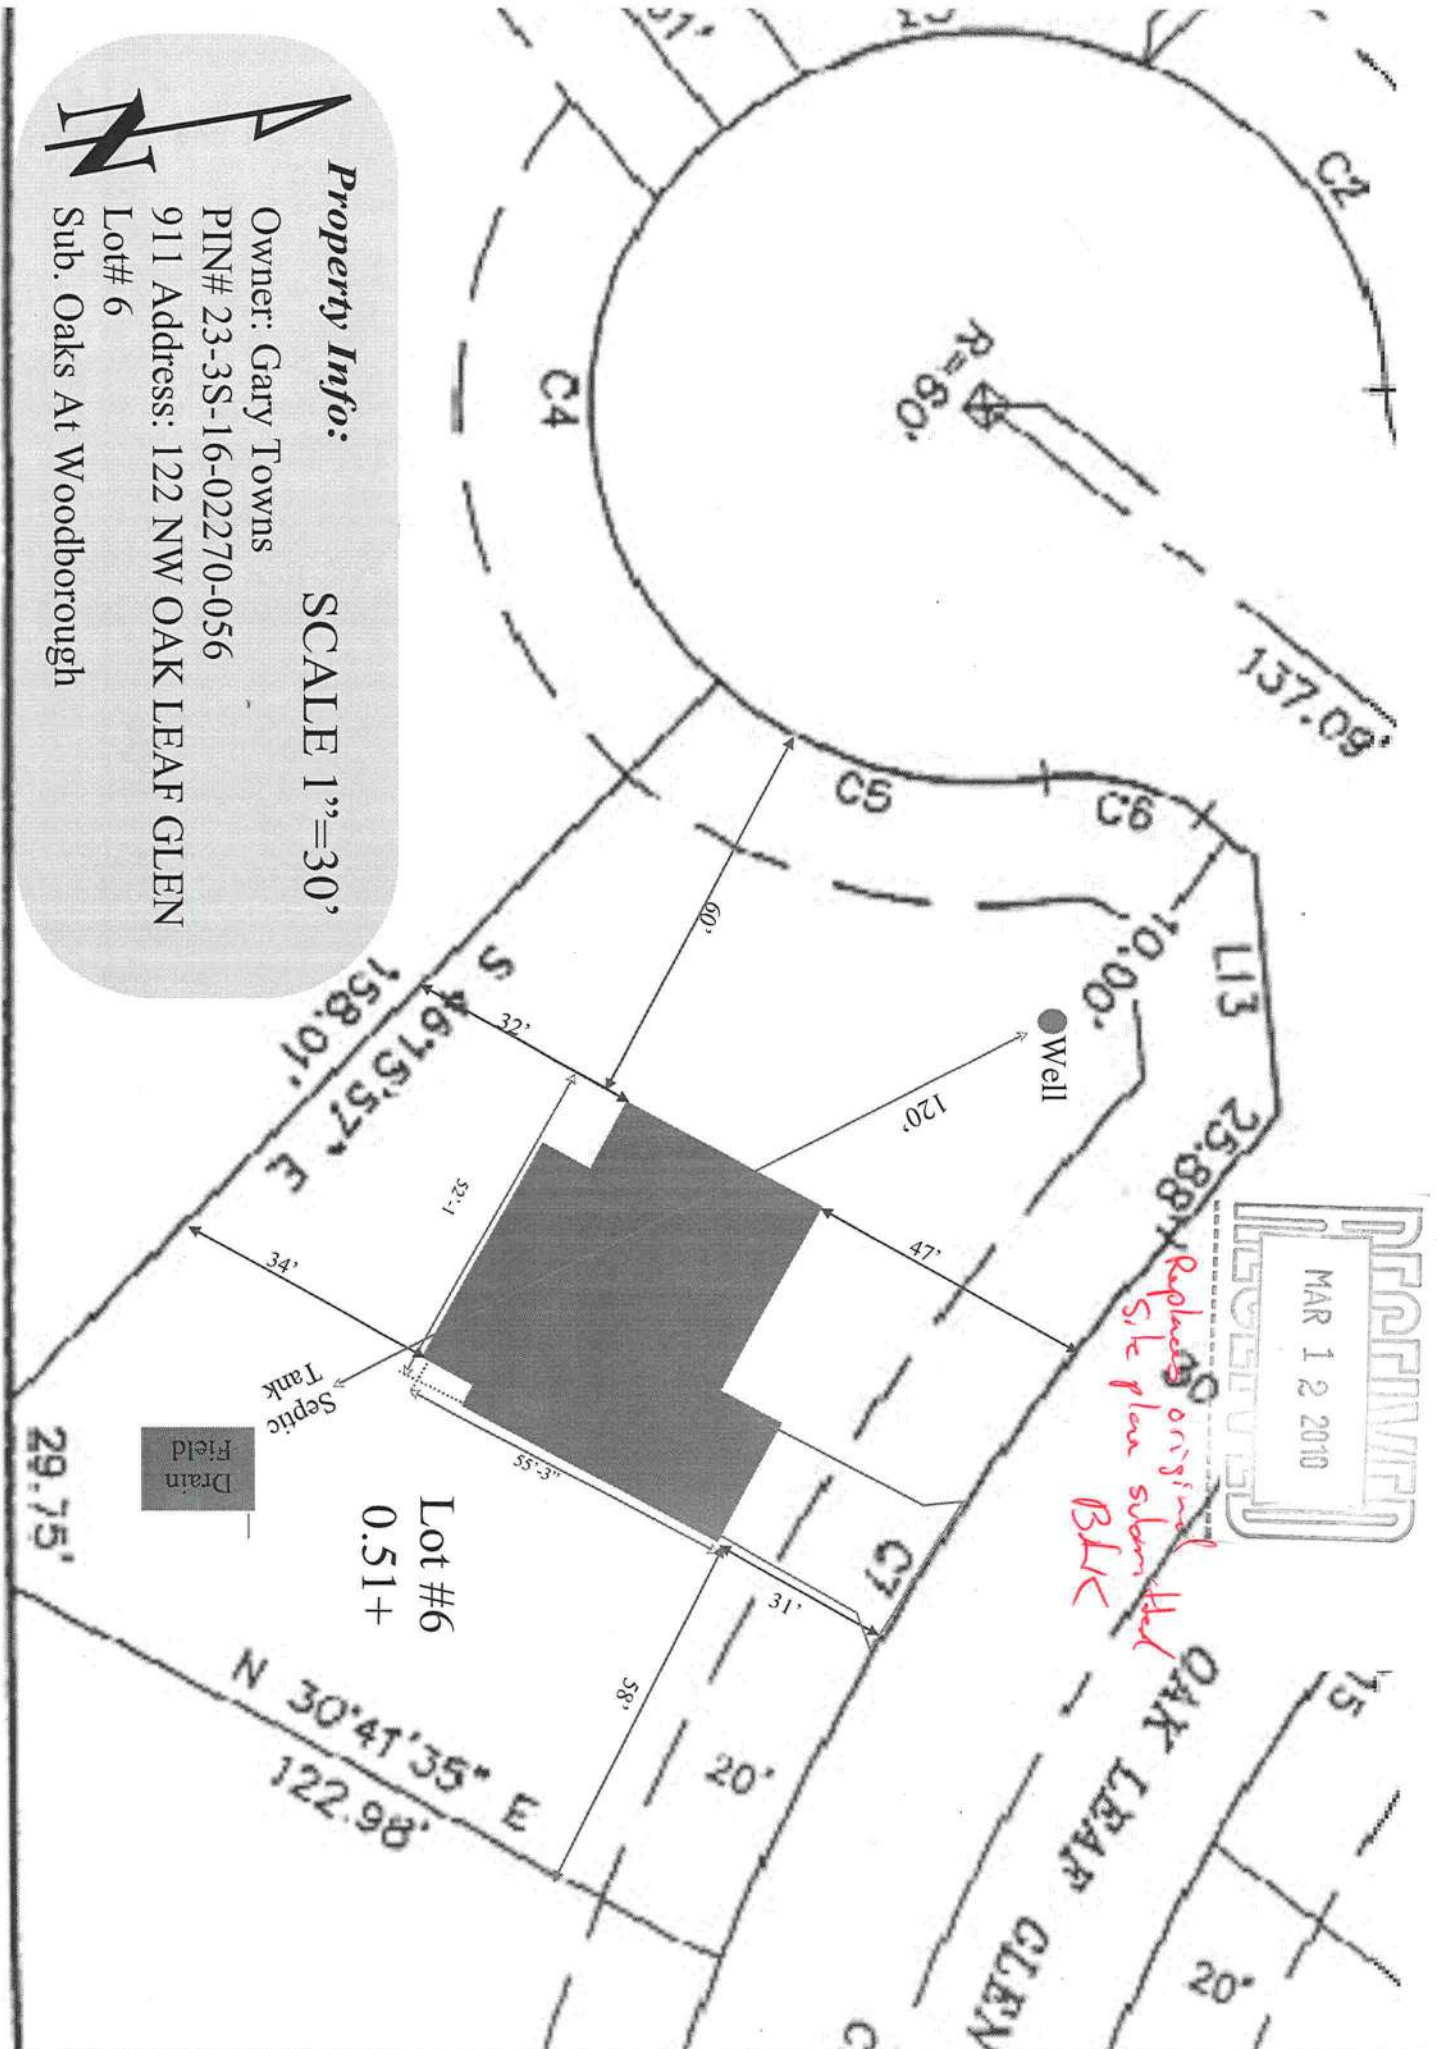 Property Info:
SCALE 1”=30’
Owner: Gary Towns
PIN# 23-3S-16-02270-056
911 Address: 122 NW OAK LEAF GLEN
Lot# 6
Sub. Oaks At Woodborough
N
C2
C4
C5
C6
L13
C7
137.09'
10.00'
25.88'
60’
32’
34’
47’
31’
58’
120’
52'-1
55'-3"
Well
Septic
Tank
Drain
Field
Lot #6
0.51+
S 46°15'57" E
158.01'
29.75'
N 30°41'35" E
122.98'
20'
20'
OAK LEAF GLEN
15
C
RECEIVED
MAR 12 2010
Replaces original
Site plan submitted
BLK